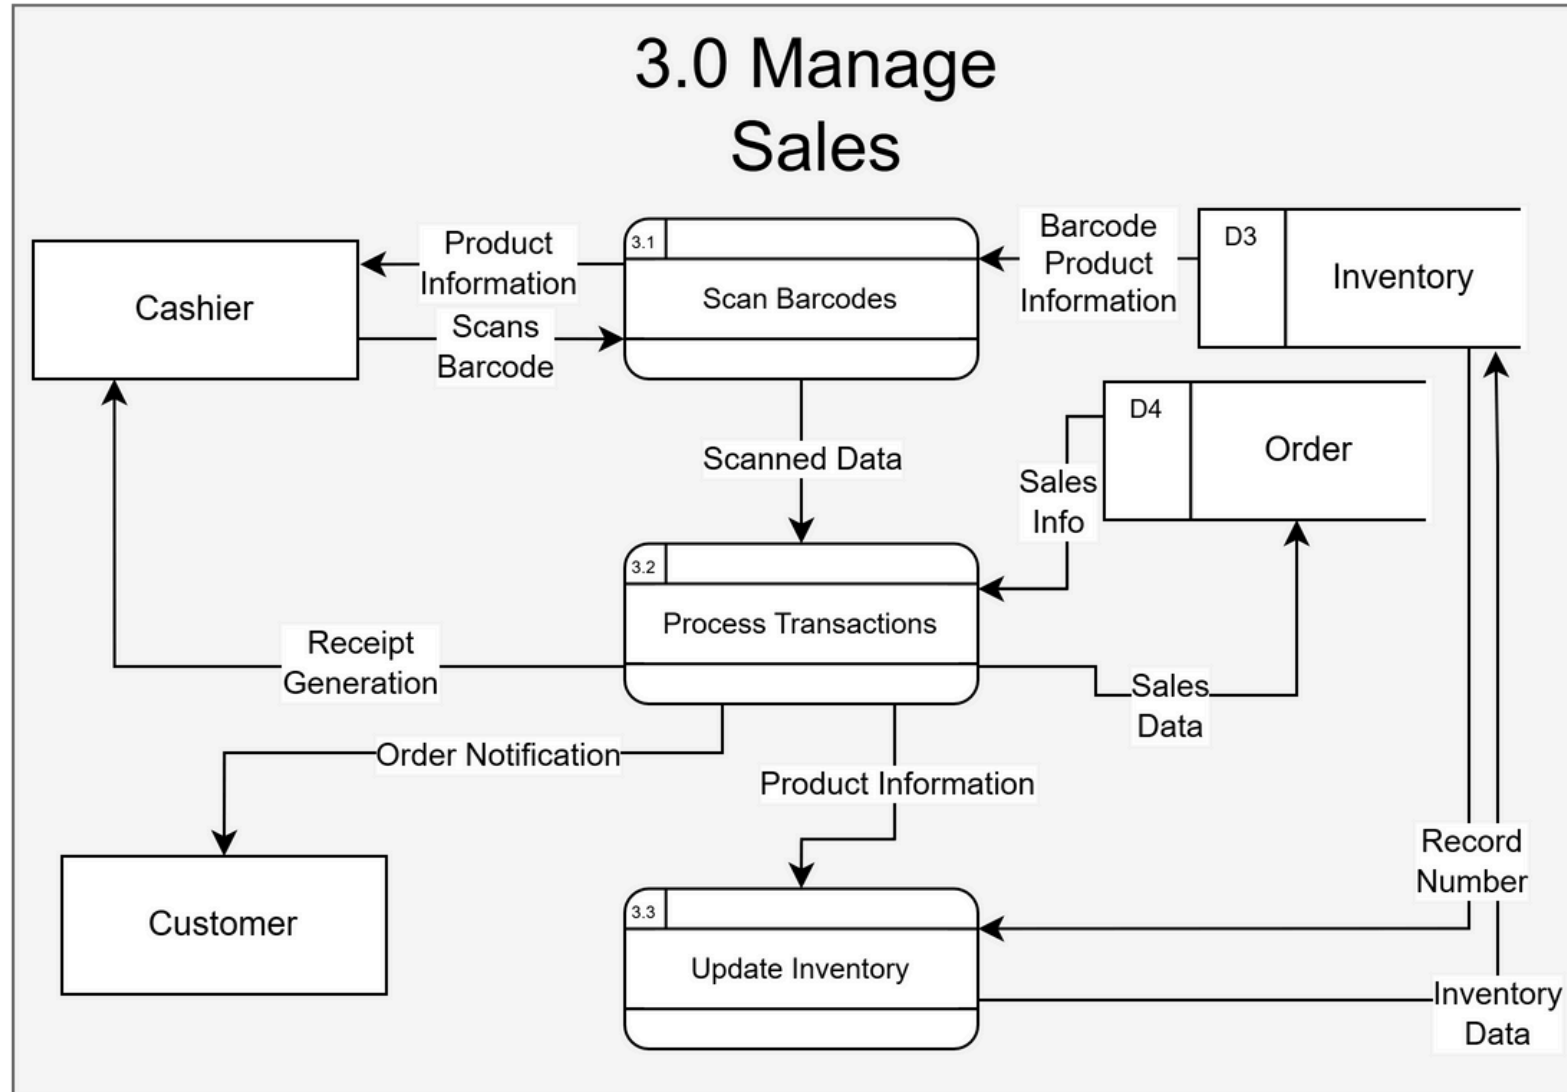 3.0 Manage
Sales
Cashier
Product
Information
Scans
Barcode
3.1
Scan Barcodes
Barcode
Product
Information
D3
Inventory
D4
Order
Scanned Data
Sales
Info
3.2
Process Transactions
Receipt
Generation
Sales
Data
Order Notification
Product Information
Customer
3.3
Update Inventory
Record
Number
Inventory
Data